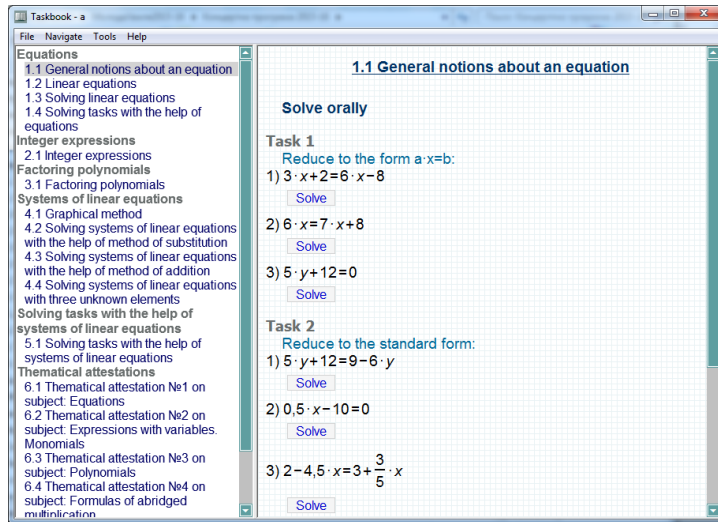 Taskbook - a
File Navigate Tools Help
Equations
1.1 General notions about an equation
1.2 Linear equations
1.3 Solving linear equations
1.4 Solving tasks with the help of
equations
Integer expressions
2.1 Integer expressions
Factoring polynomials
3.1 Factoring polynomials
Systems of linear equations
4.1 Graphical method
4.2 Solving systems of linear equations
with the help of method of substitution
4.3 Solving systems of linear equations
with the help of method of addition
4.4 Solving systems of linear equations
with three unknown elements
Solving tasks with the help of
systems of linear equations
5.1 Solving tasks with the help of
systems of linear equations
Thematical attestations
6.1 Thematical attestation №1 on
subject: Equations
6.2 Thematical attestation №2 on
subject: Expressions with variables.
Monomials
6.3 Thematical attestation №3 on
subject: Polynomials
6.4 Thematical attestation №4 on
subject: Formulas of abridged
multiplication
1.1 General notions about an equation
Solve orally
Task 1
Reduce to the form a·x=b:
1) 3·x+2=6·x−8
Solve
2) 6·x=7·x+8
Solve
3) 5·y+12=0
Solve
Task 2
Reduce to the standard form:
1) 5·y+12=9−6·y
Solve
2) 0,5·x−10=0
Solve
3) 2−4,5·x=3+3/5·x
Solve